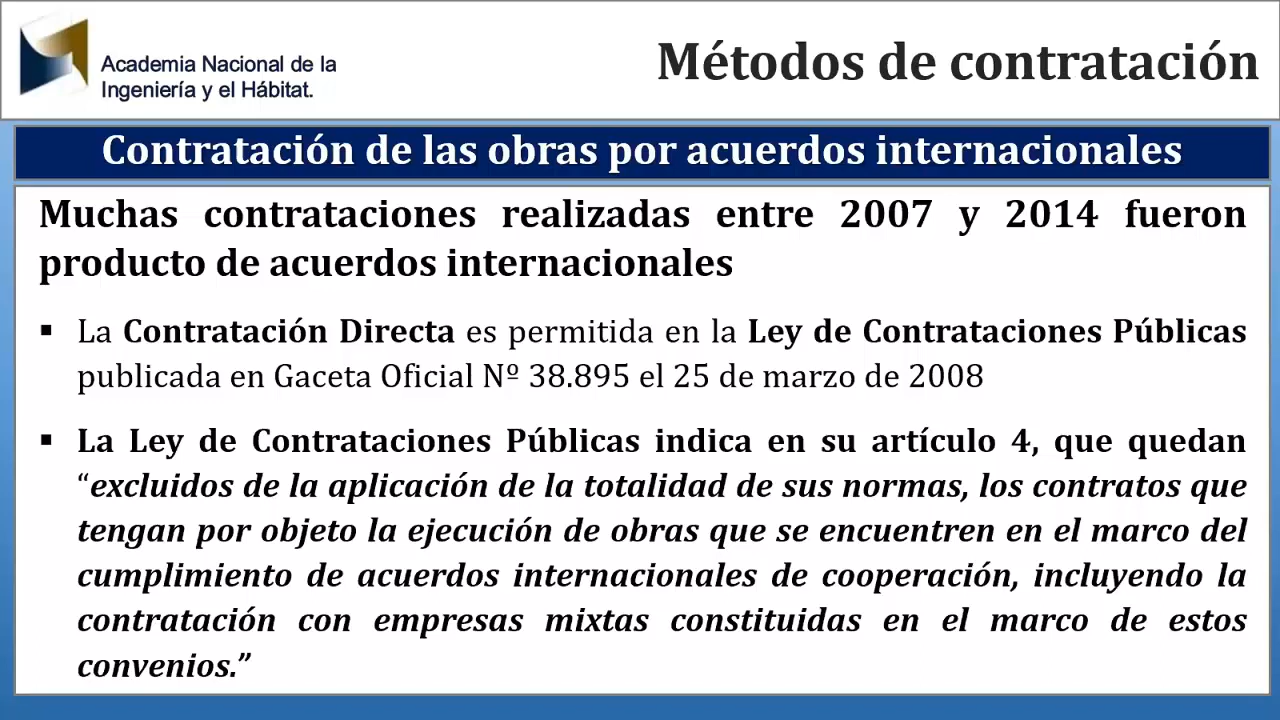 Academia Nacional de la
Ingeniería y el Hábitat.
Métodos de contratación
Contratación de las obras por acuerdos internacionales
Muchas contrataciones realizadas entre 2007 y 2014 fueron
producto de acuerdos internacionales
▪ La Contratación Directa es permitida en la Ley de Contrataciones Públicas
publicada en Gaceta Oficial Nº 38.895 el 25 de marzo de 2008
▪ La Ley de Contrataciones Públicas indica en su artículo 4, que quedan
“excluidos de la aplicación de la totalidad de sus normas, los contratos que
tengan por objeto la ejecución de obras que se encuentren en el marco del
cumplimiento de acuerdos internacionales de cooperación, incluyendo la
contratación con empresas mixtas constituidas en el marco de estos
convenios.”